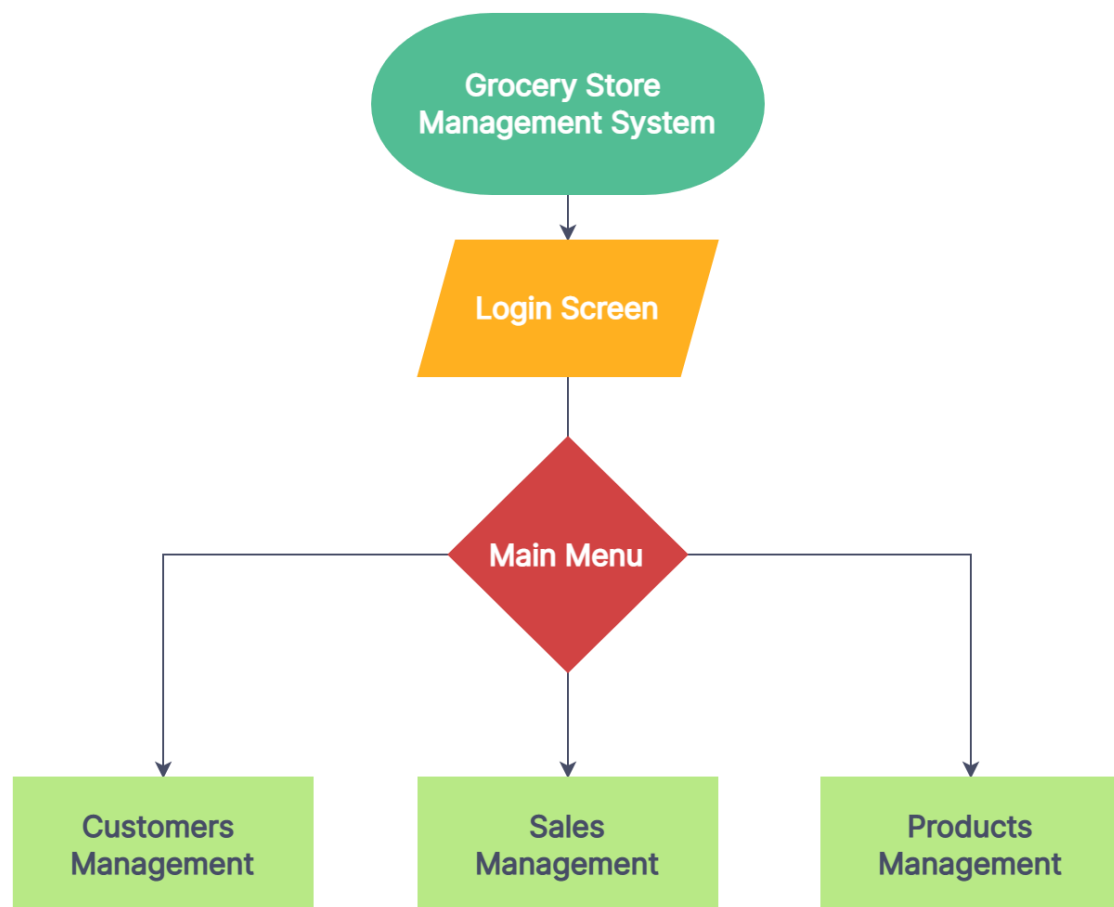 Grocery Store
Management System
Login Screen
Main Menu
Customers
Management
Sales
Management
Products
Management